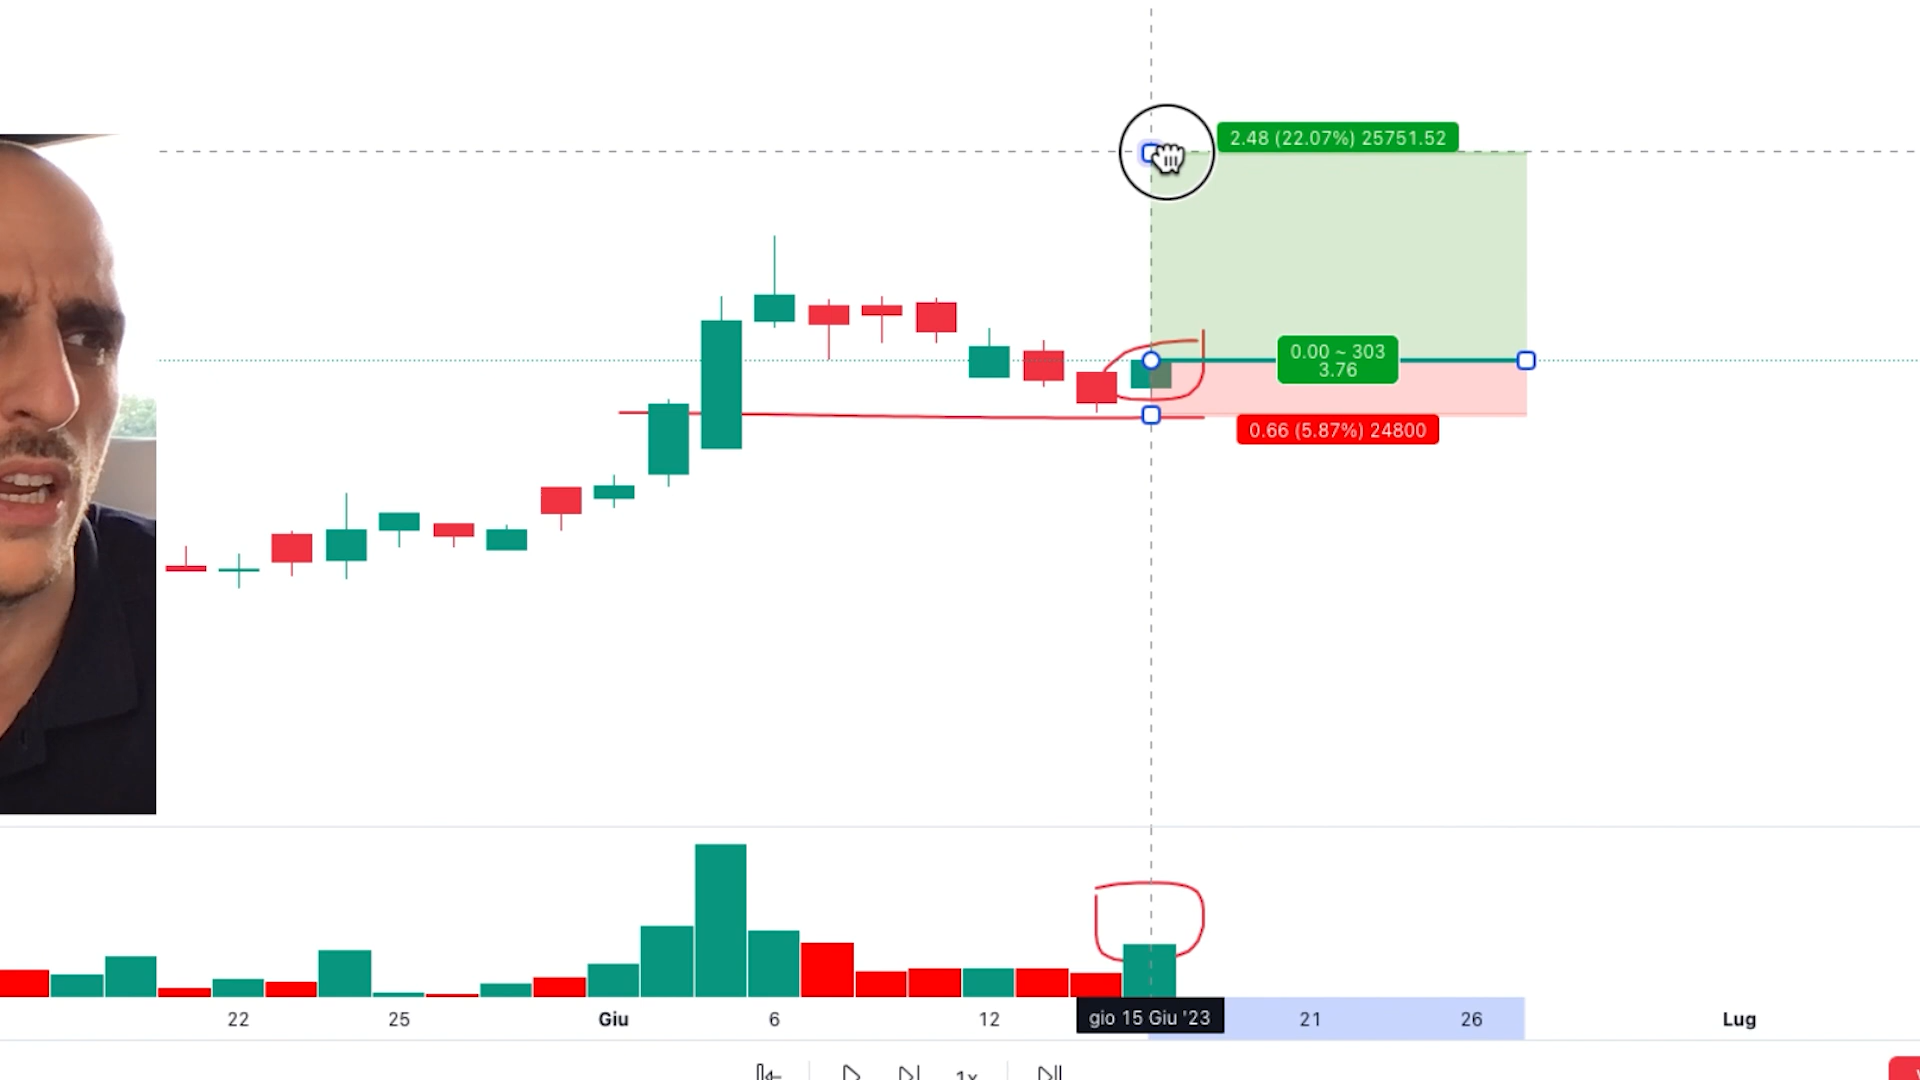 2.48 (22.07%) 25751.52
0.00 ~ 303
3.76
0.66 (5.87%) 24800
22
25
Giu
6
12
gio 15 Giu '23
21
26
Lug
1x